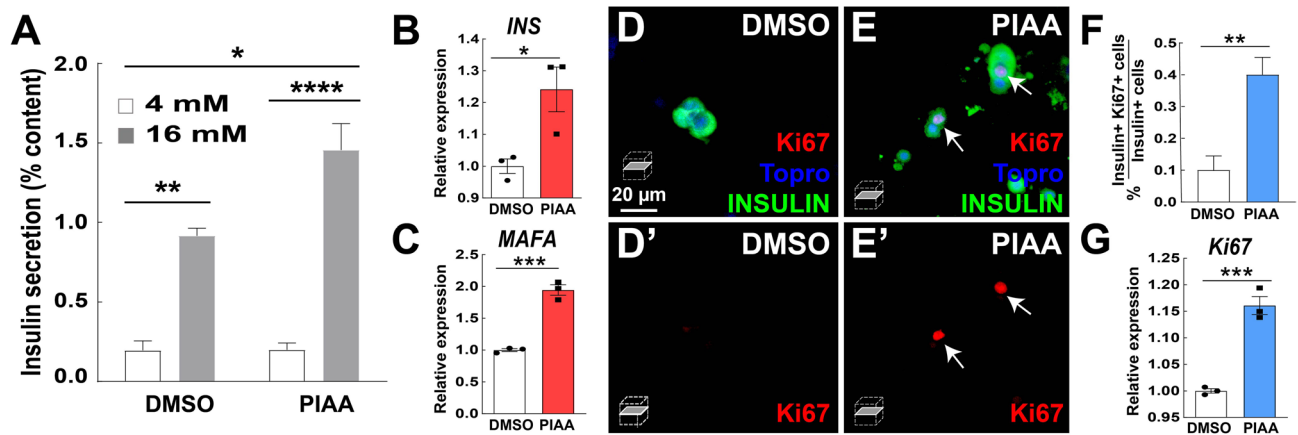 A
*
****
**
4 mM
16 mM
Insulin secretion (% content)
2.0
1.5
1.0
0.5
0.0
DMSO
PIAA
B
INS
*
Relative expression
1.4
1.3
1.2
1.1
1.0
0.9
DMSO
PIAA
C
MAFA
***
Relative expression
2.5
2.0
1.5
1.0
2.0
0.0
DMSO
PIAA
D
DMSO
Ki67
Topro
INSULIN
20 µm
E
PIAA
Ki67
Topro
INSULIN
D'
DMSO
Ki67
E'
PIAA
Ki67
F
**
Insulin+ Ki67+ cells
Insulin+ cells
%
0.5
0.4
0.3
0.2
0.1
0.0
DMSO
PIAA
G
Ki67
***
Relative expression
1.25
1.20
1.15
1.10
1.00
0.95
DMSO
PIAA